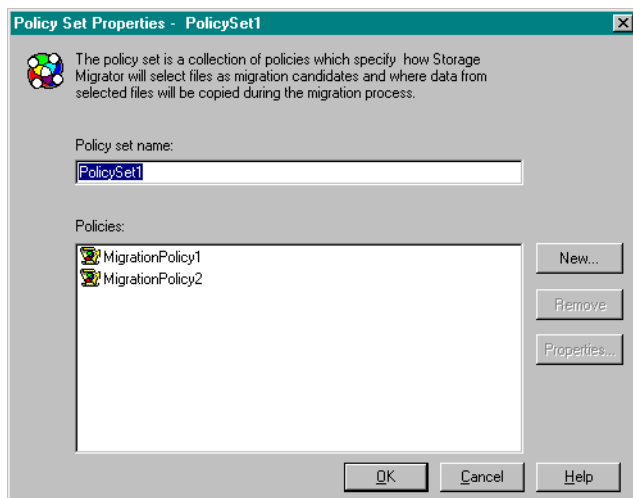 Policy Set Properties - PolicySet1
The policy set is a collection of policies which specify how Storage
Migrator will select files as migration candidates and where data from
selected files will be copied during the migration process.
Policy set name:
PolicySet1
Policies:
MigrationPolicy1
MigrationPolicy2
New...
Remove
Properties...
OK
Cancel
Help